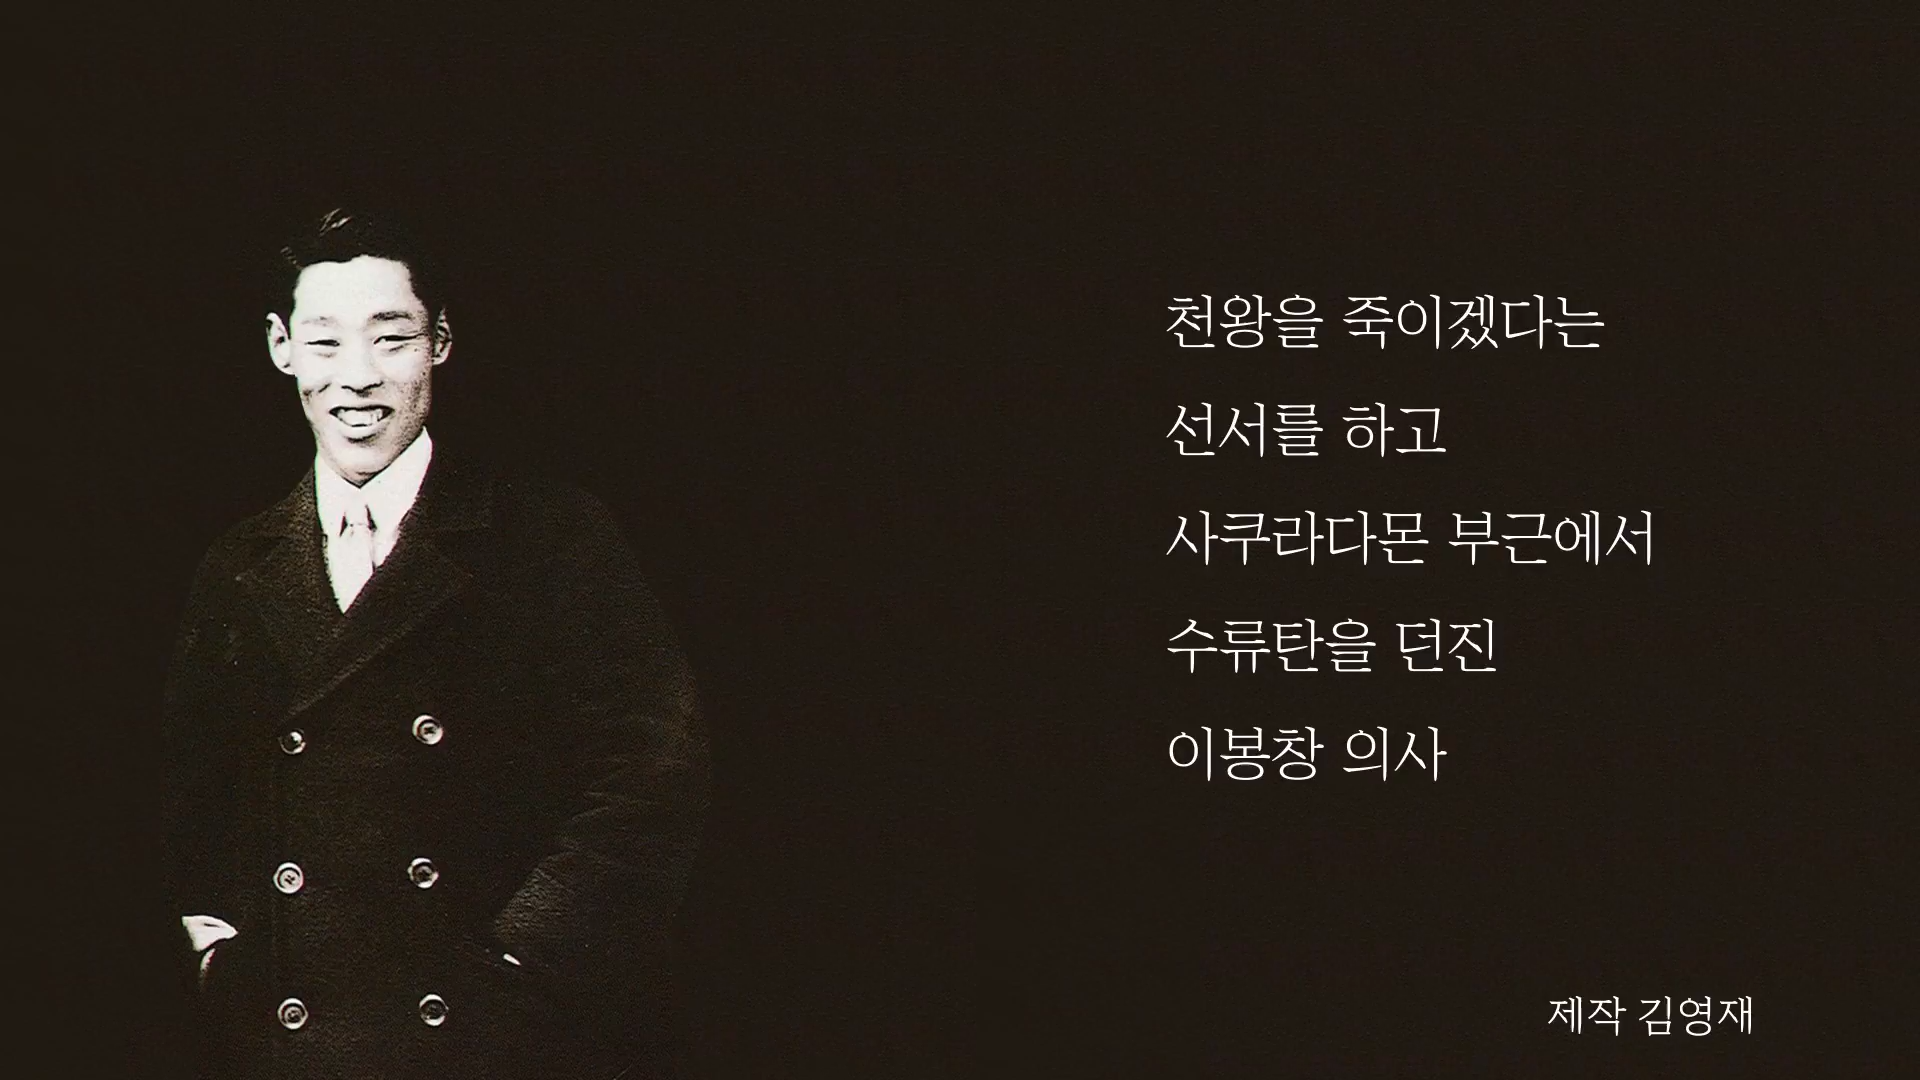 천왕을 죽이겠다는
선서를 하고
사쿠라다몬 부근에서
수류탄을 던진
이봉창 의사
제작 김영재